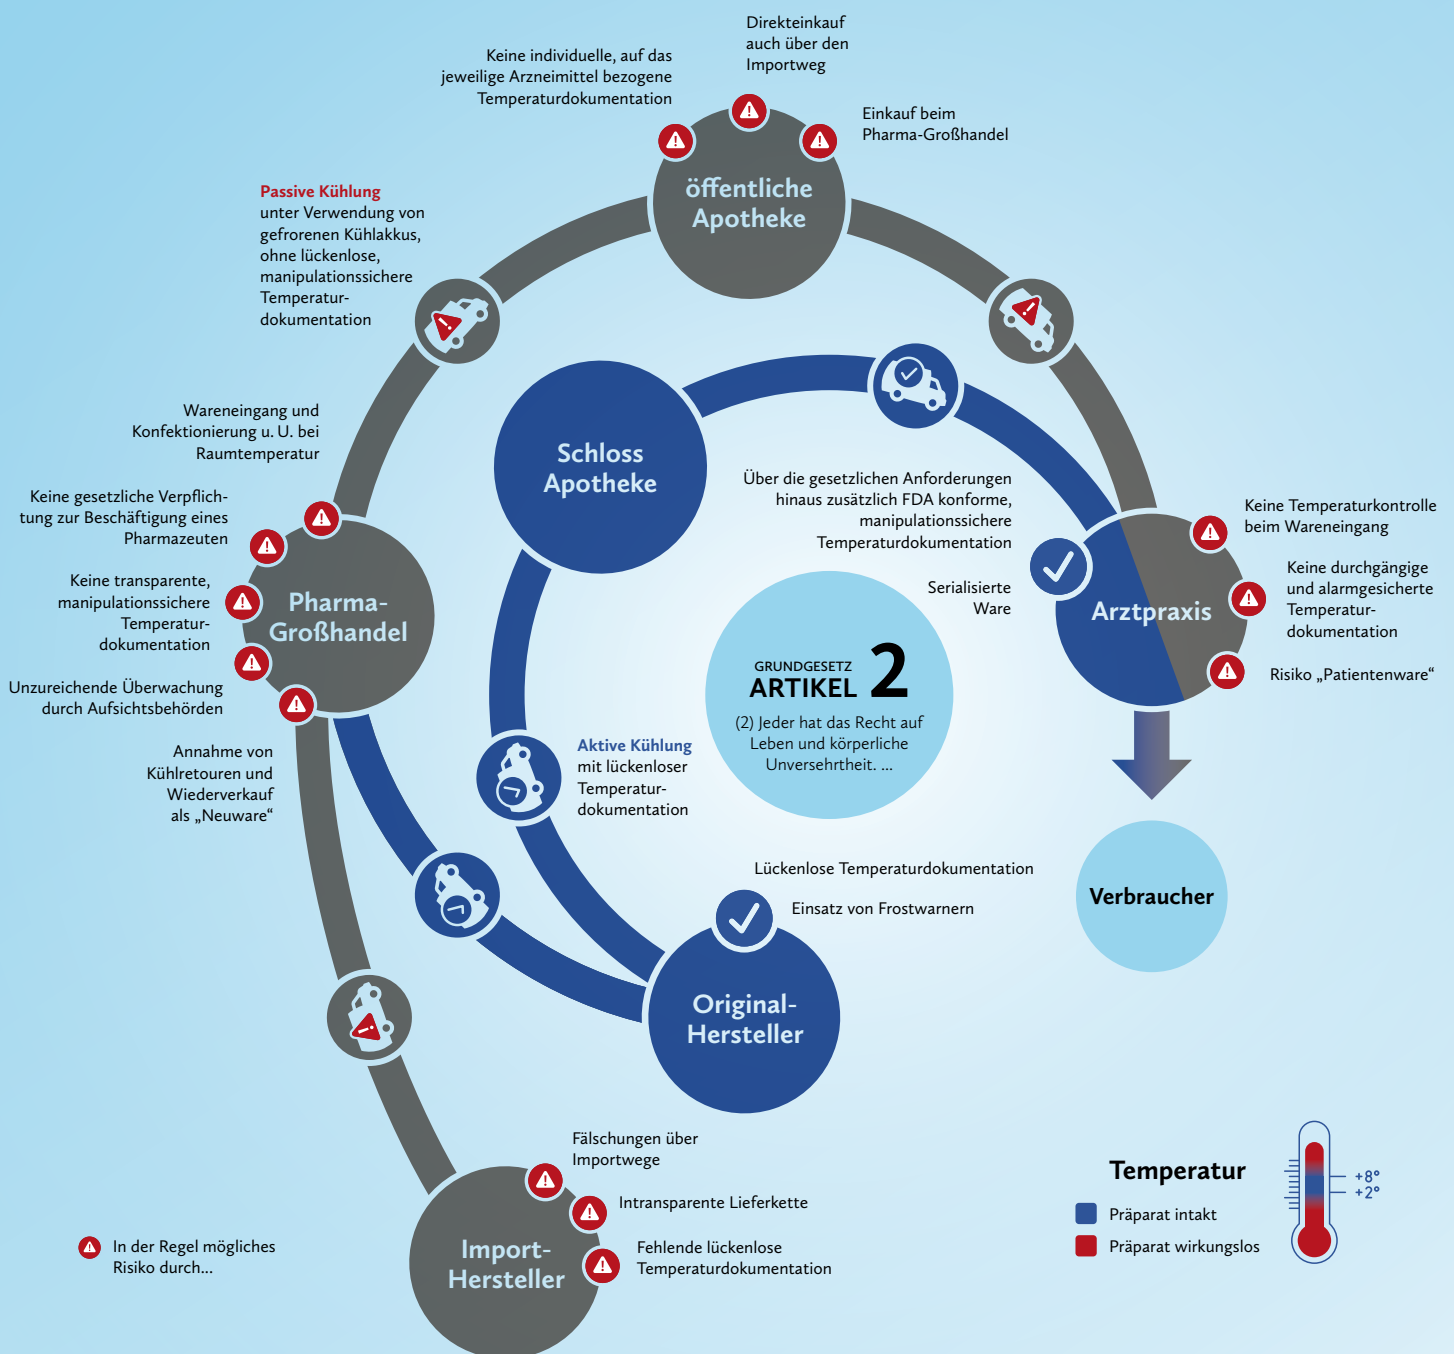 Direkteinkauf
auch über den
Importweg
Keine individuelle, auf das
jeweilige Arzneimittel bezogene
Temperaturdokumentation
Einkauf beim
Pharma-Großhandel
öffentliche
Apotheke
Passive Kühlung
unter Verwendung von
gefrorenen Kühlakkus,
ohne lückenlose,
manipulationssichere
Temperatur-
dokumentation
Wareneingang und
Konfektionierung u. U. bei
Raumtemperatur
Keine gesetzliche Verpflich-
tung zur Beschäftigung eines
Pharmazeuten
Keine transparente,
manipulationssichere
Temperatur-
dokumentation
Unzureichende Überwachung
durch Aufsichtsbehörden
Annahme von
Kühlretouren und
Wiederverkauf
als „Neuware“
Pharma-
Großhandel
Schloss
Apotheke
Über die gesetzlichen Anforderungen
hinaus zusätzlich FDA konforme,
manipulationssichere
Temperaturdokumentation
Serialisierte
Ware
Arztpraxis
Keine Temperaturkontrolle
beim Wareneingang
Keine durchgängige
und alarmgesicherte
Temperatur-
dokumentation
Risiko „Patientenware“
GRUNDGESETZ
ARTIKEL 2
(2) Jeder hat das Recht auf
Leben und körperliche
Unversehrtheit. ...
Aktive Kühlung
mit lückenloser
Temperatur-
dokumentation
Lückenlose Temperaturdokumentation
Einsatz von Frostwarnern
Verbraucher
Original-
Hersteller
Fälschungen über
Importwege
Intransparente Lieferkette
Fehlende lückenlose
Temperaturdokumentation
Import-
Hersteller
In der Regel mögliches
Risiko durch...
Temperatur
Präparat intakt
Präparat wirkungslos
+8°
+2°